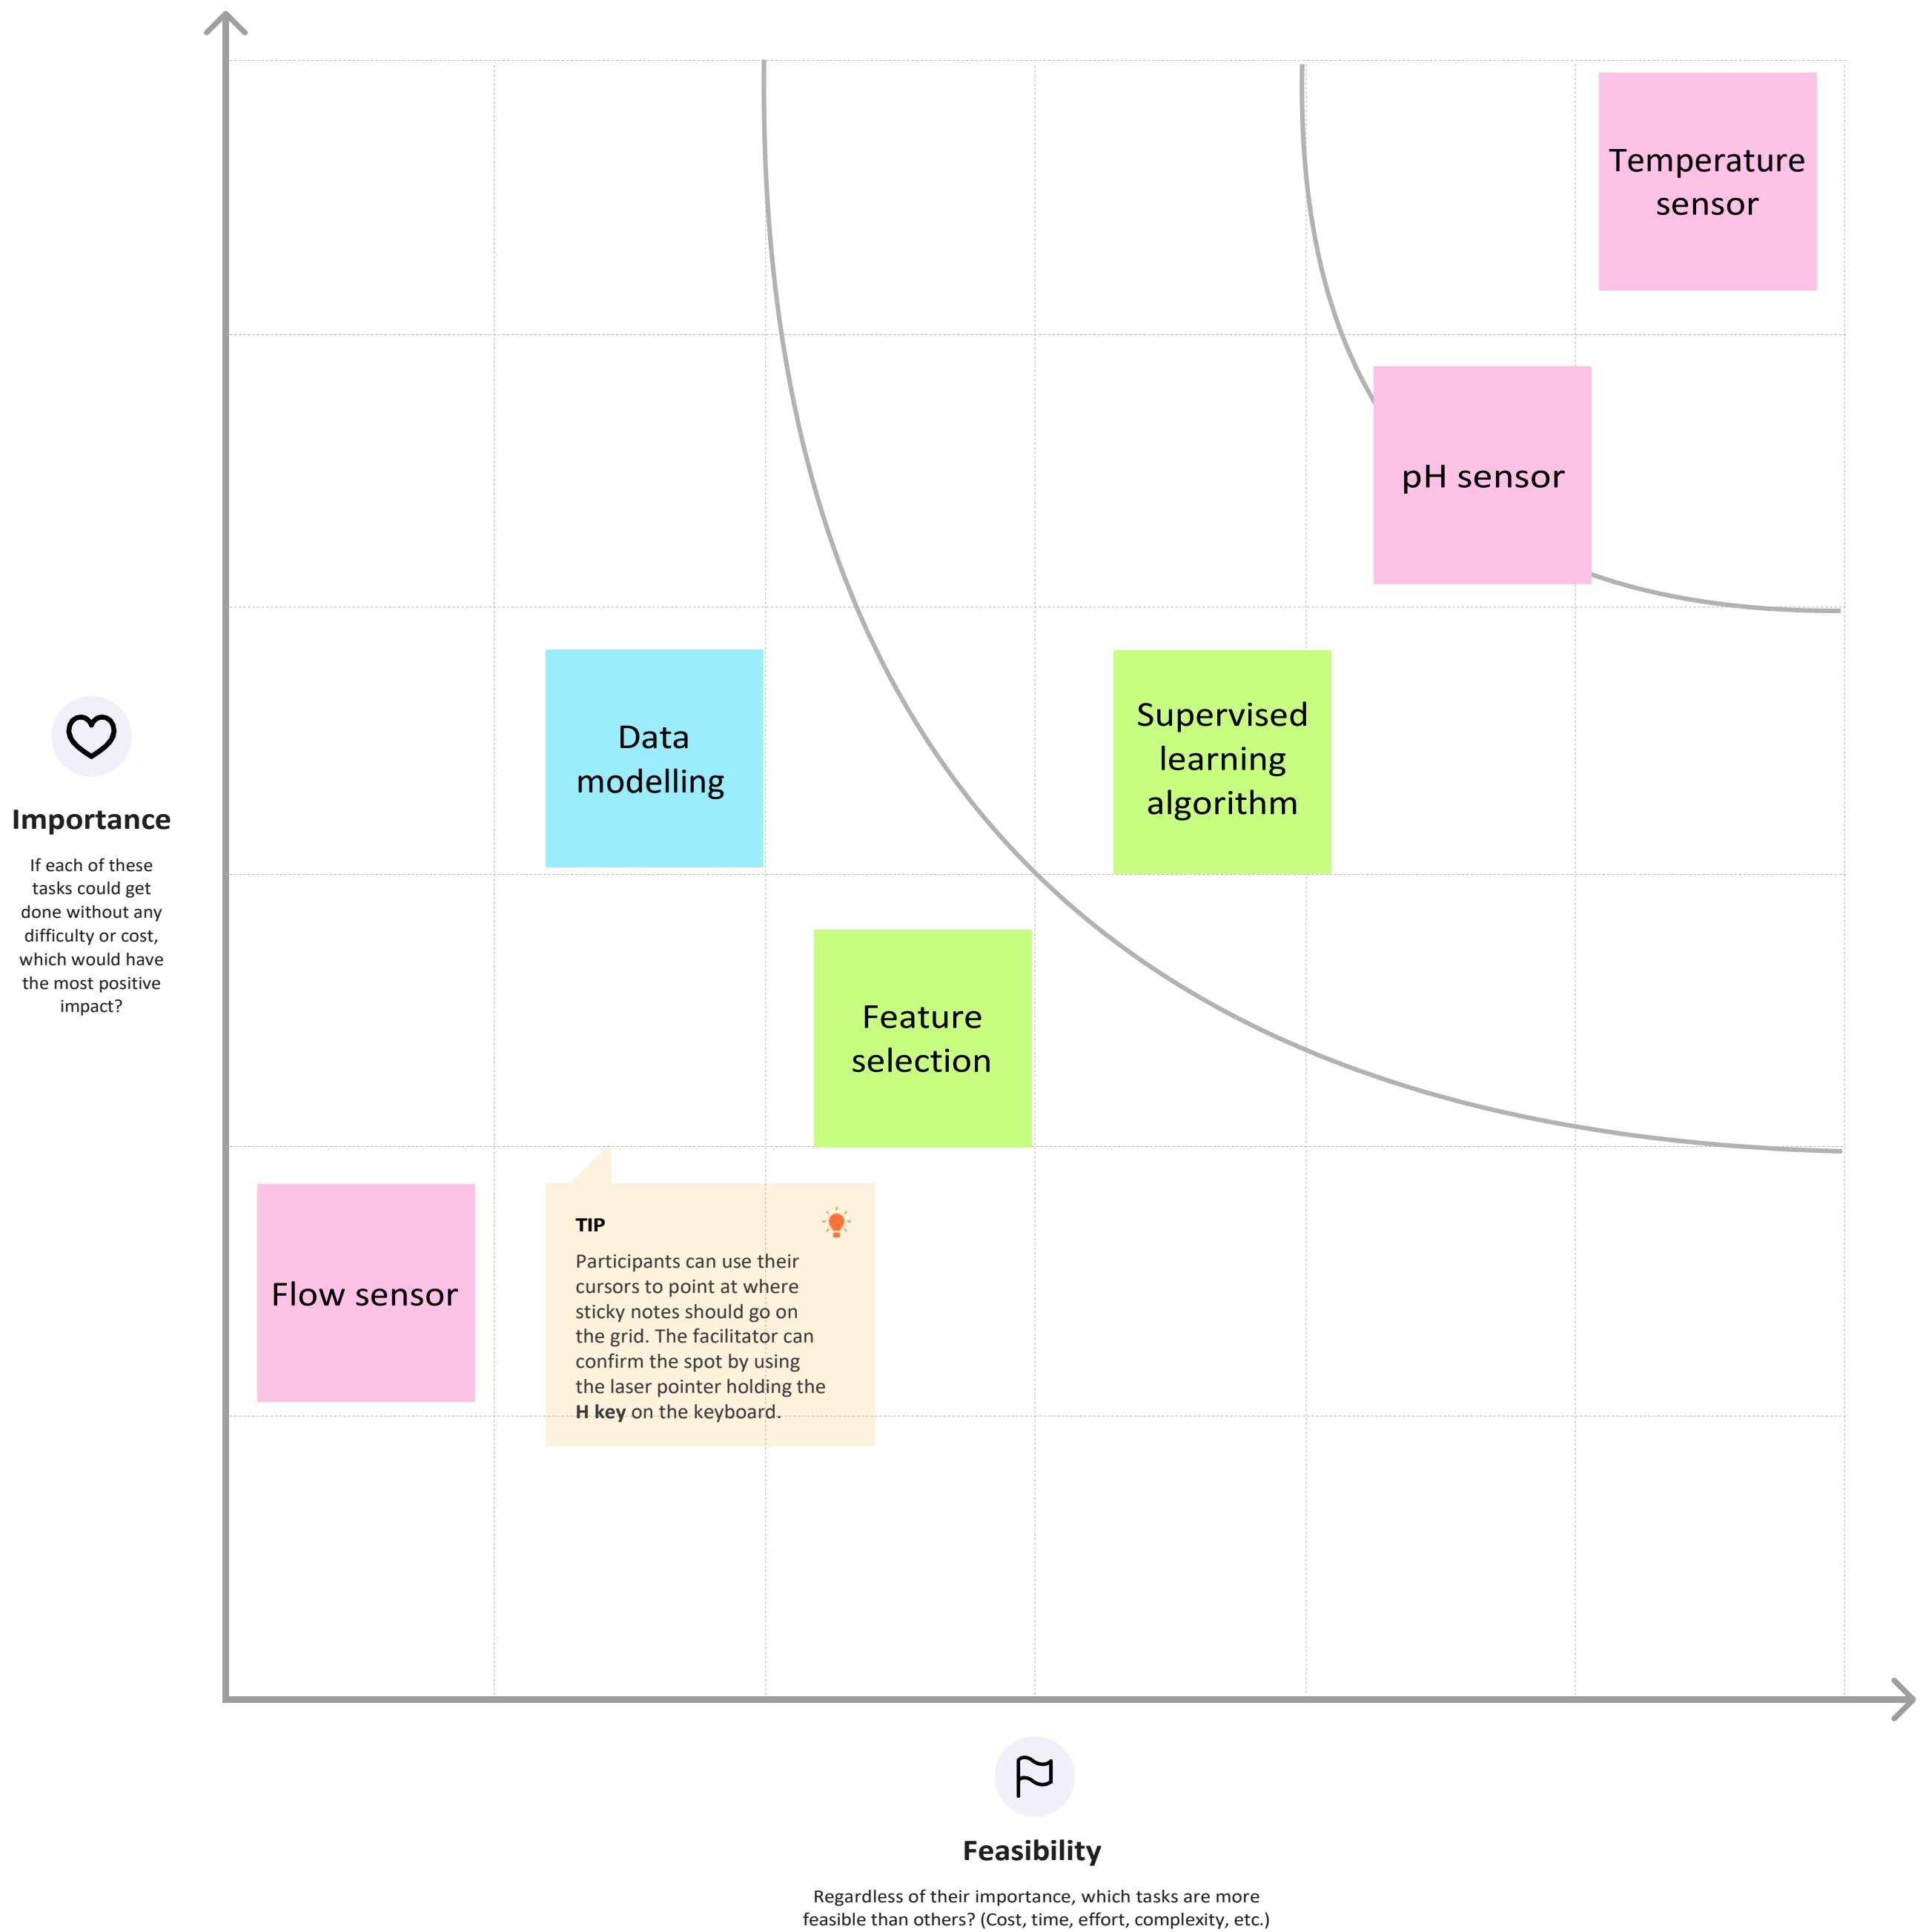 Temperature
sensor
pH sensor
Data
modelling
Supervised
learning
algorithm
Importance
If each of these
tasks could get
done without any
difficulty or cost,
which would have
the most positive
impact?
Feature
selection
Flow sensor
TIP
Participants can use their
cursors to point at where
sticky notes should go on
the grid. The facilitator can
confirm the spot by using
the laser pointer holding the
H key on the keyboard.
Feasibility
Regardless of their importance, which tasks are more
feasible than others? (Cost, time, effort, complexity, etc.)